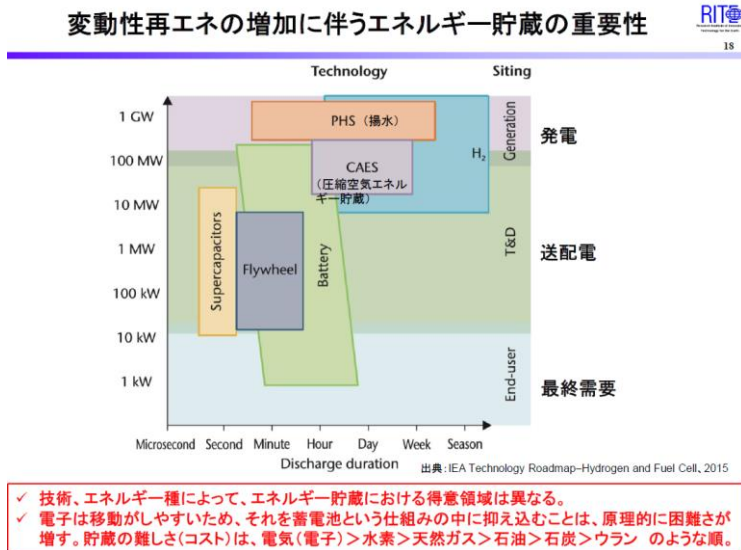 変動性再エネの増加に伴うエネルギー貯蔵の重要性
RITE
18
Technology
Siting
1 GW
100 MW
10 MW
1 MW
100 kW
10 kW
1 kW
PHS（揚水）
CAES
（圧縮空気エネル
ギー貯蔵）
H₂
Supercapacitors
Flywheel
Battery
Generation
T&D
End-user
発電
送配電
最終需要
Microsecond Second Minute Hour Day Week Season
Discharge duration
出典：IEA Technology Roadmap–Hydrogen and Fuel Cell、2015
✓ 技術、エネルギー種によって、エネルギー貯蔵における得意領域は異なる。
✓ 電子は移動がしやすいため、それを蓄電池という仕組みの中に抑え込むことは、原理的に困難さが
増す。貯蔵の難しさ（コスト）は、電気（電子）＞水素＞天然ガス＞石油＞石炭＞ウラン のような順。